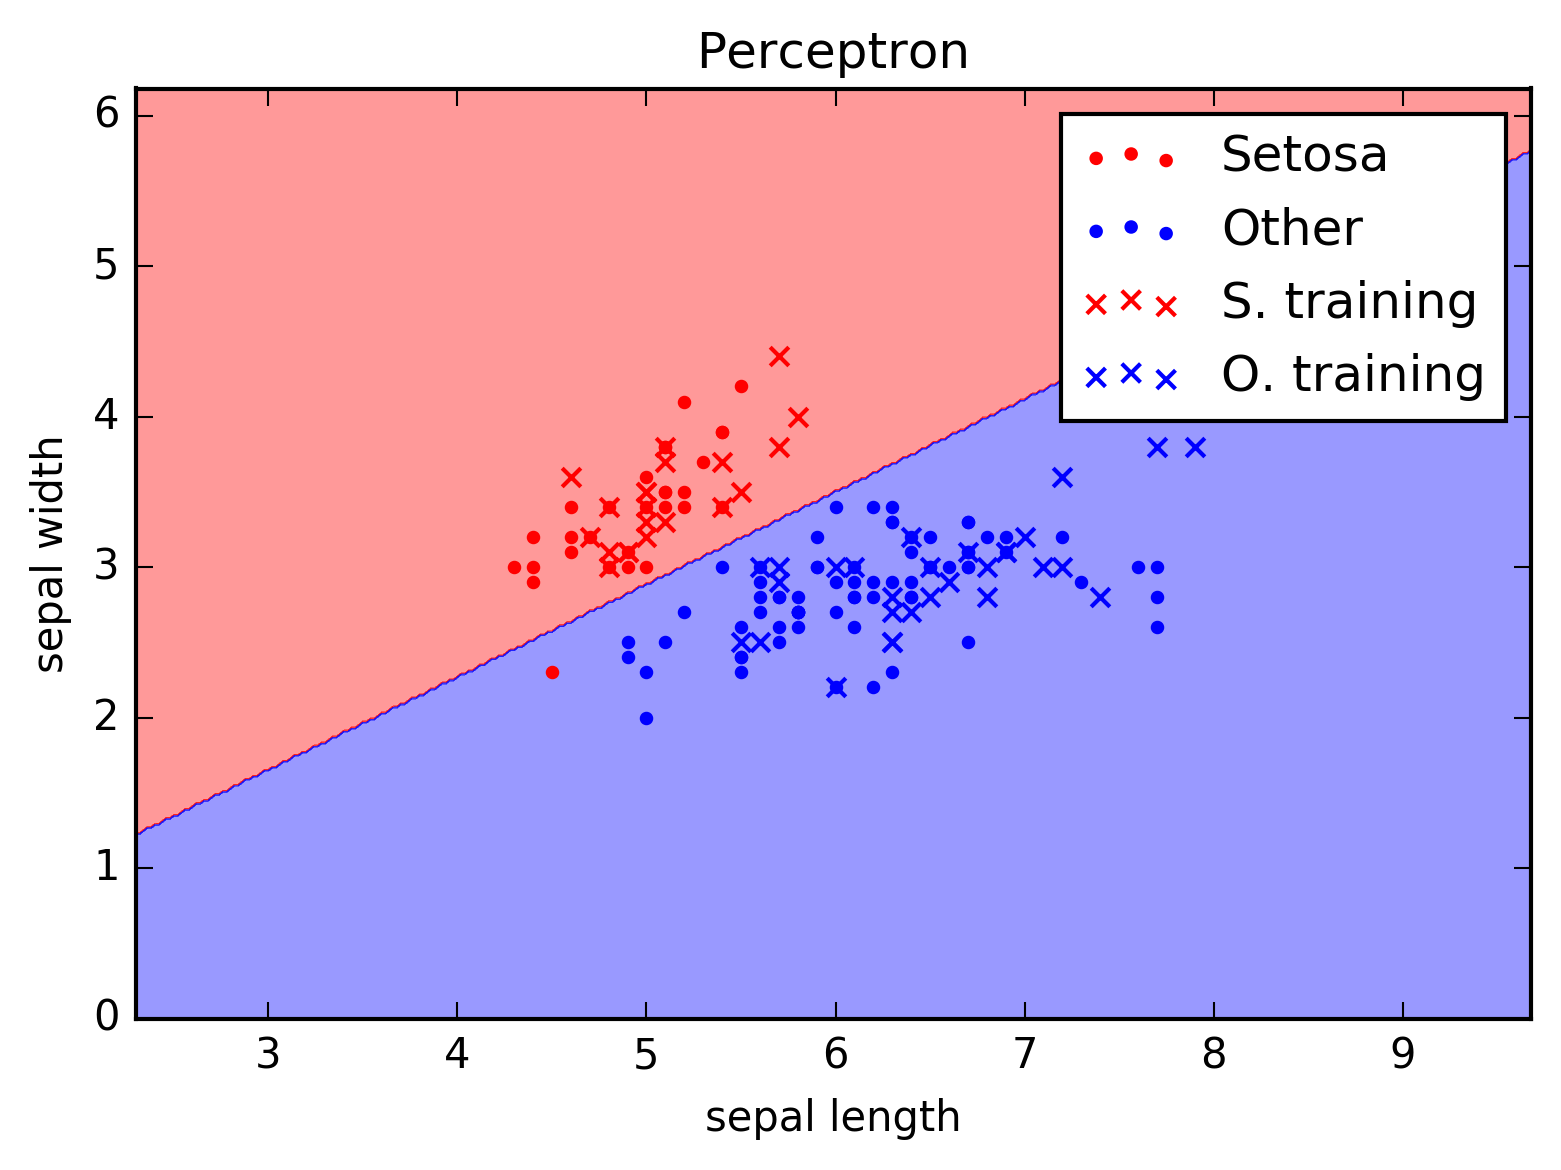 Perceptron
Setosa
Other
S. training
O. training
6
5
4
3
2
1
0
sepal width
3 4 5 6 7 8 9
sepal length